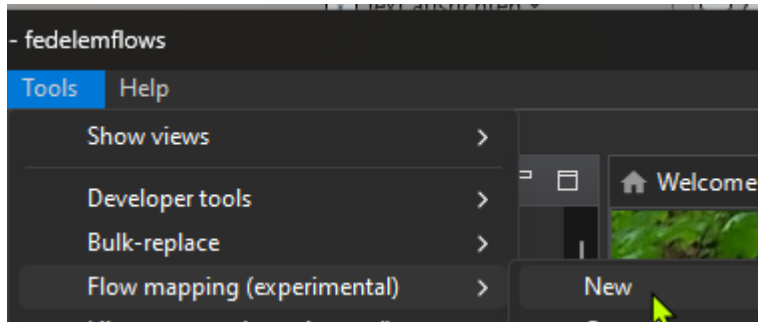 - fedelemflows
Tools Help
Show views
Welcome
Developer tools
Bulk-replace
Flow mapping (experimental)
New